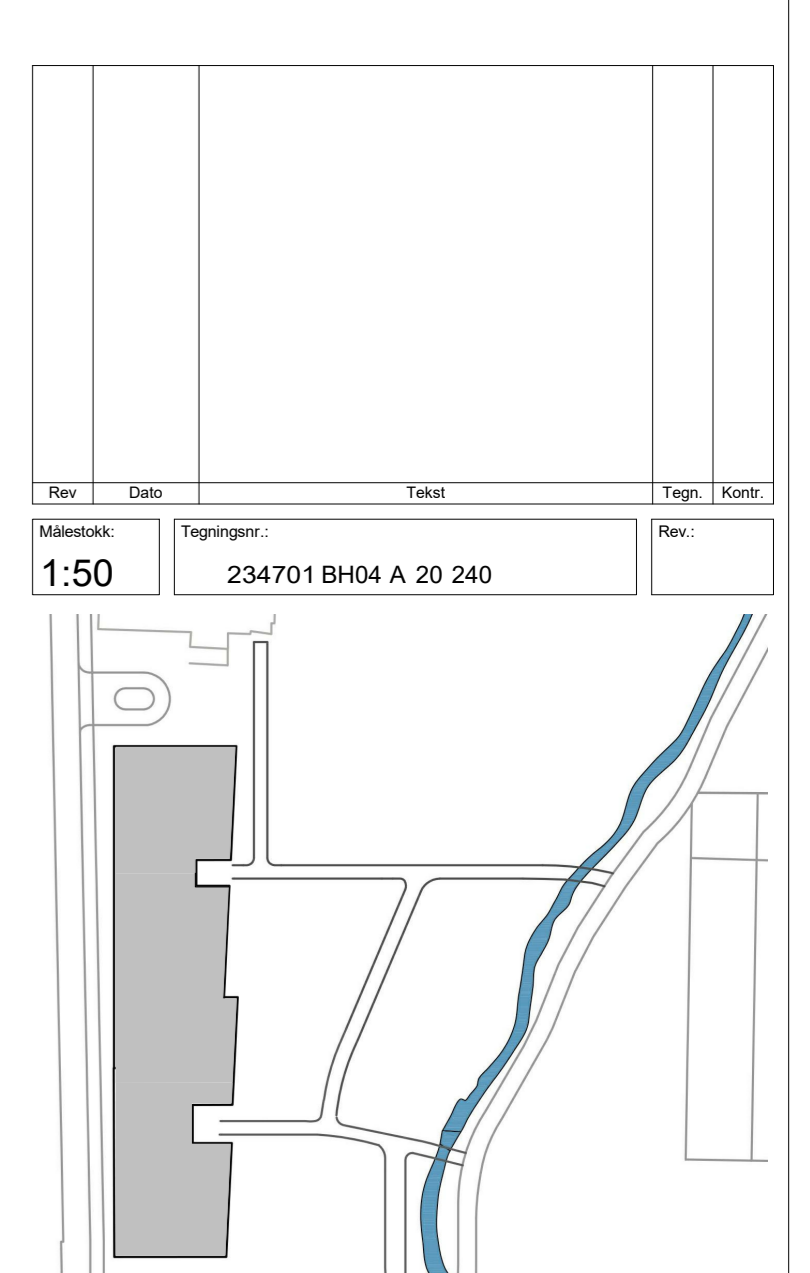 Rev Dato Tekst Tegn. Kontr.
Målestokk: Tegningsnr.: Rev.:
1:50 234701 BH04 A 20 240